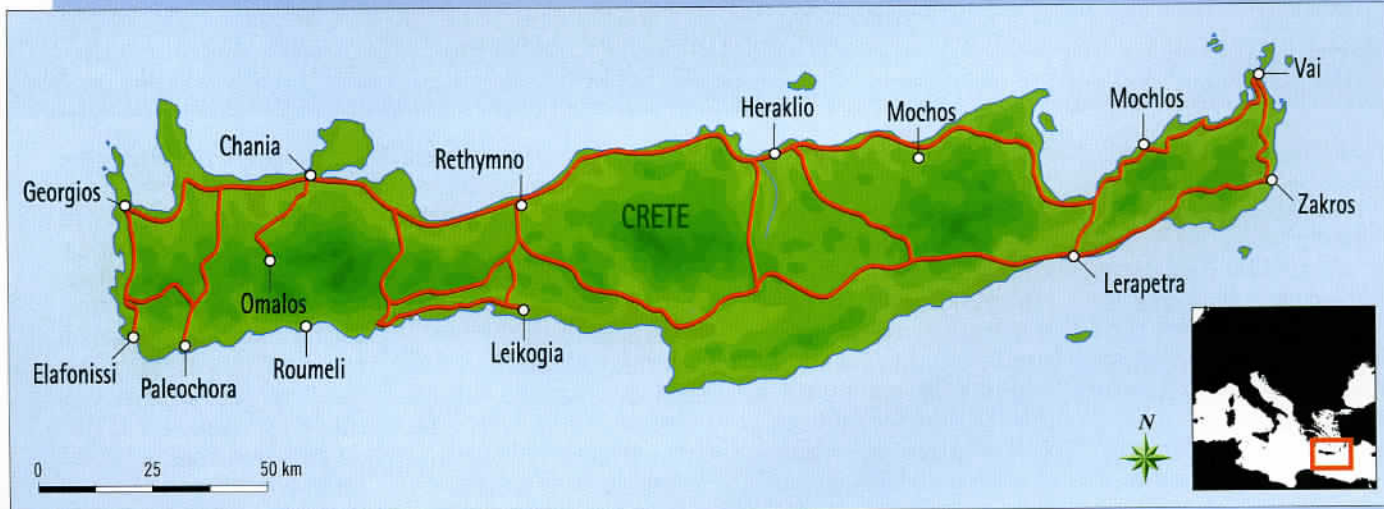 Vai
Heraklio
Mochos
Mochlos
Chania
Rethymno
Georgios
Zakros
CRETE
Omalos
Lerapetra
Elafonissi
Paleochora
Roumeli
Leikogia
N
0 25 50 km